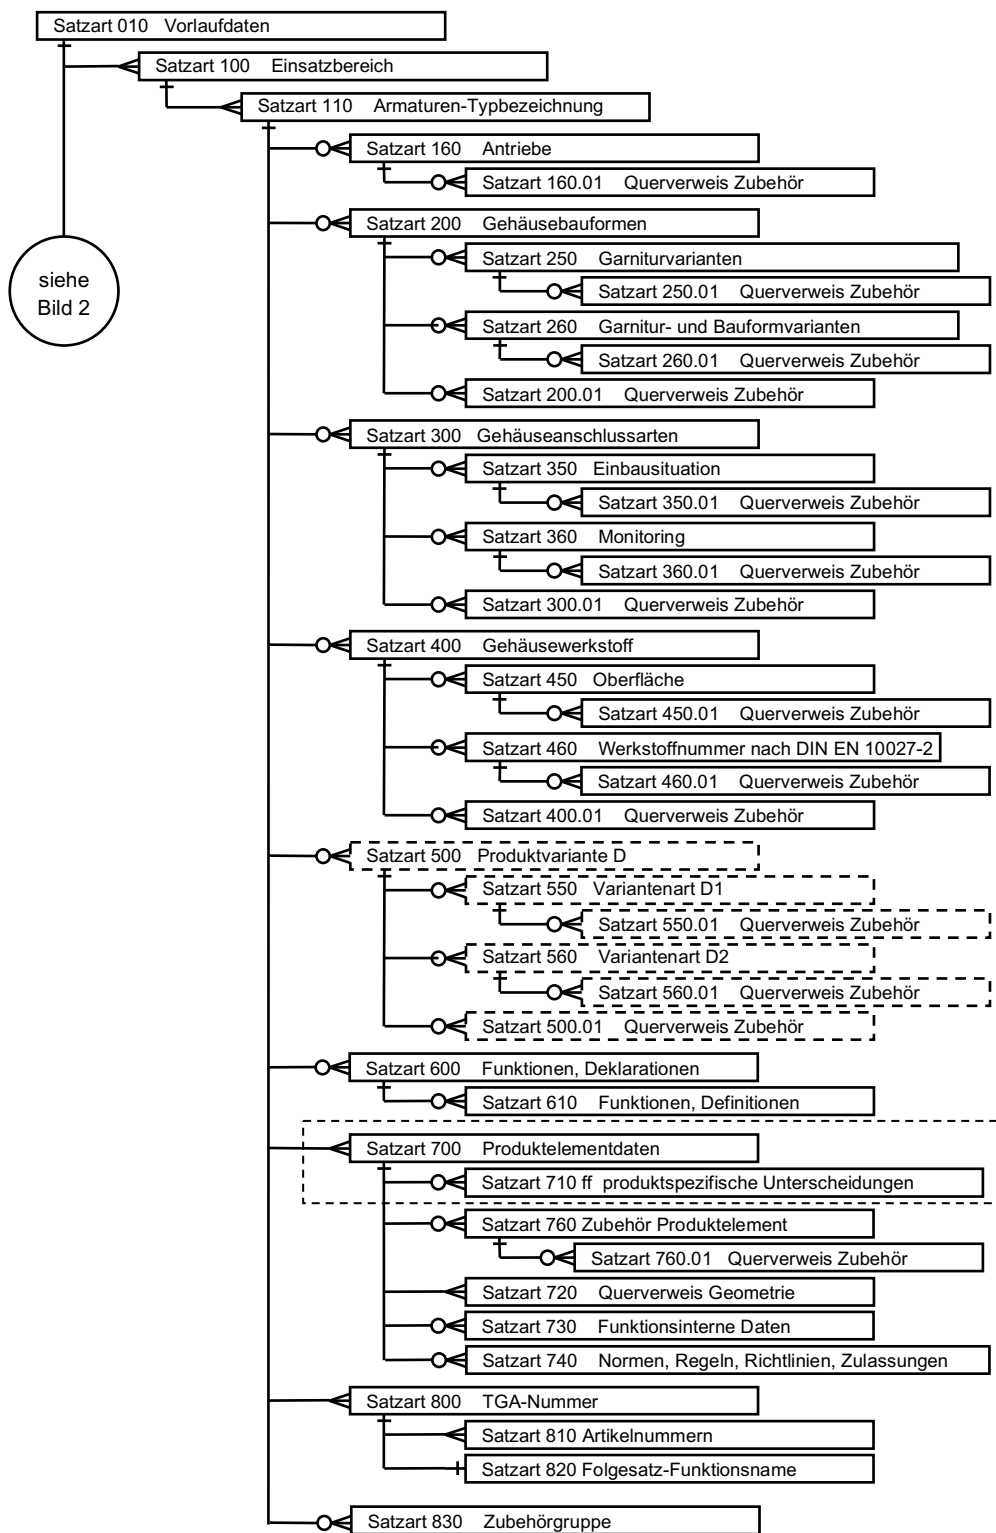 Satzart 010 Vorlaufdaten
Satzart 100 Einsatzbereich
Satzart 110 Armaturen-Typbezeichnung
Satzart 160 Antriebe
Satzart 160.01 Querverweis Zubehör
Satzart 200 Gehäusebauformen
Satzart 250 Garniturvarianten
siehe
Bild 2
Satzart 250.01 Querverweis Zubehör
Satzart 260 Garnitur- und Bauformvarianten
Satzart 260.01 Querverweis Zubehör
Satzart 200.01 Querverweis Zubehör
Satzart 300 Gehäuseanschlussarten
Satzart 350 Einbausituation
Satzart 350.01 Querverweis Zubehör
Satzart 360 Monitoring
Satzart 360.01 Querverweis Zubehör
Satzart 300.01 Querverweis Zubehör
Satzart 400 Gehäusewerkstoff
Satzart 450 Oberfläche
Satzart 450.01 Querverweis Zubehör
Satzart 460 Werkstoffnummer nach DIN EN 10027-2
Satzart 460.01 Querverweis Zubehör
Satzart 400.01 Querverweis Zubehör
Satzart 500 Produktvariante D
Satzart 550 Variantenart D1
Satzart 550.01 Querverweis Zubehör
Satzart 560 Variantenart D2
Satzart 560.01 Querverweis Zubehör
Satzart 500.01 Querverweis Zubehör
Satzart 600 Funktionen, Deklarationen
Satzart 610 Funktionen, Definitionen
Satzart 700 Produktelementdaten
Satzart 710 ff produktspezifische Unterscheidungen
Satzart 760 Zubehör Produktelement
Satzart 760.01 Querverweis Zubehör
Satzart 720 Querverweis Geometrie
Satzart 730 Funktionsinterne Daten
Satzart 740 Normen, Regeln, Richtlinien, Zulassungen
Satzart 800 TGA-Nummer
Satzart 810 Artikelnummern
Satzart 820 Folgesatz-Funktionsname
Satzart 830 Zubehörgruppe